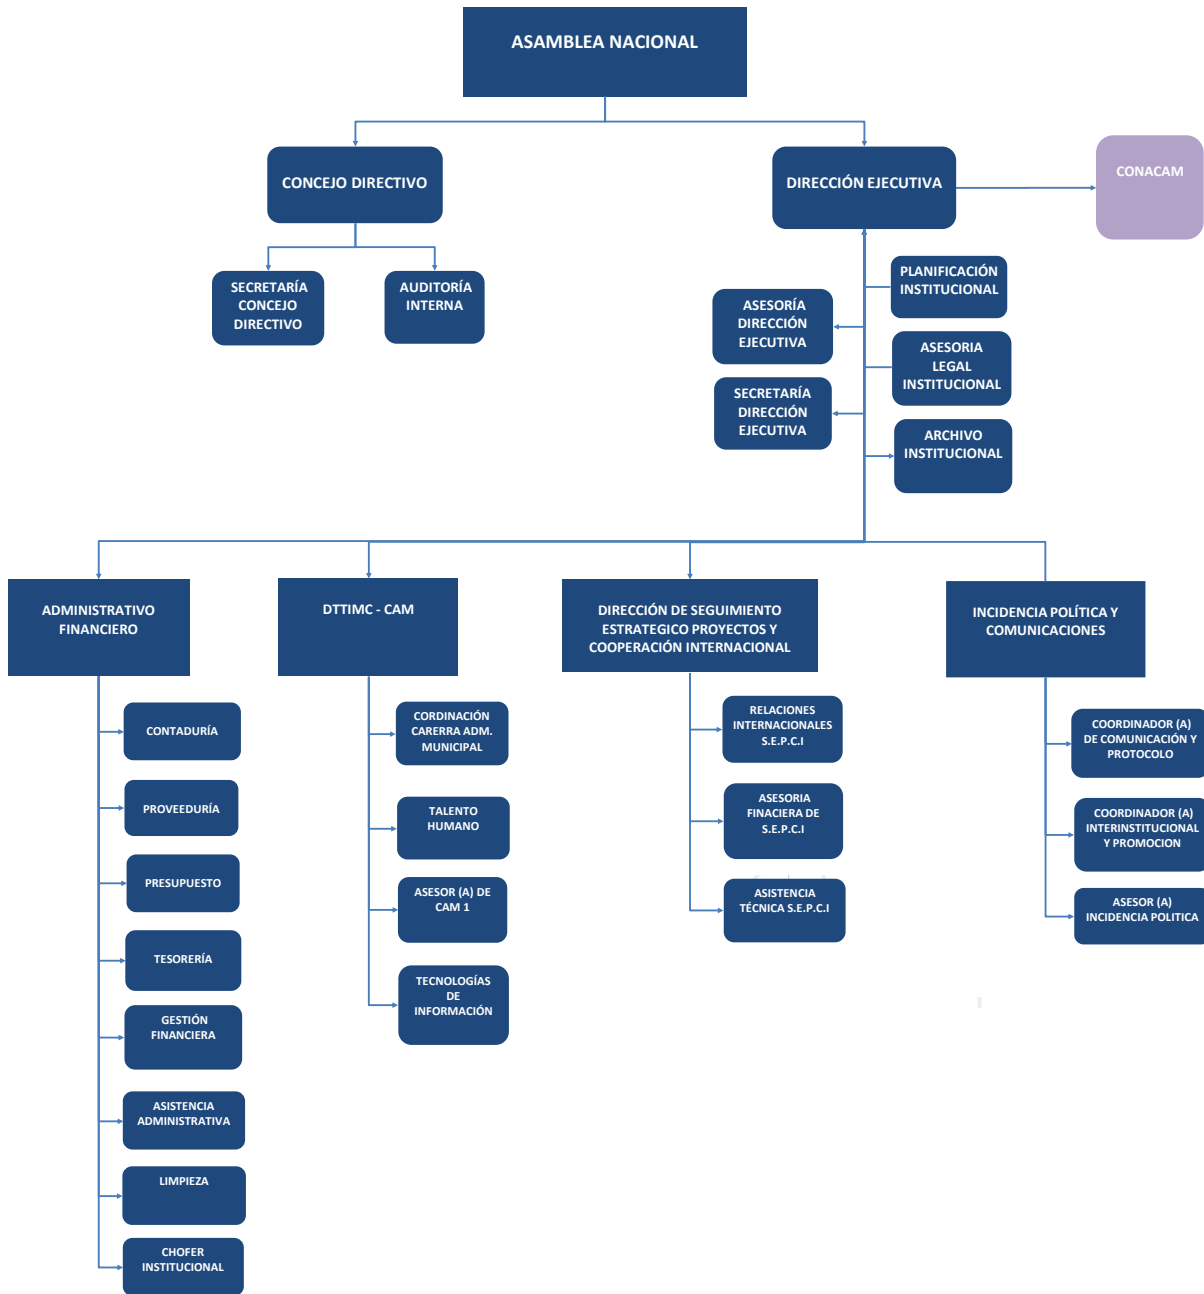 ASAMBLEA NACIONAL
CONCEJO DIRECTIVO
DIRECCIÓN EJECUTIVA
CONACAM
SECRETARÍA
CONCEJO
DIRECTIVO
AUDITORÍA
INTERNA
PLANIFICACIÓN
INSTITUCIONAL
ASESORÍA
DIRECCIÓN
EJECUTIVA
ASESORIA
LEGAL
INSTITUCIONAL
SECRETARÍA
DIRECCIÓN
EJECUTIVA
ARCHIVO
INSTITUCIONAL
ADMINISTRATIVO
FINANCIERO
CONTADURÍA
PROVEEDURÍA
PRESUPUESTO
TESORERÍA
GESTIÓN
FINANCIERA
ASISTENCIA
ADMINISTRATIVA
LIMPIEZA
CHOFER
INSTITUCIONAL
DTTIMC - CAM
CORDINACIÓN
CARERRA ADM.
MUNICIPAL
TALENTO
HUMANO
ASESOR (A) DE
CAM 1
TECNOLOGÍAS
DE
INFORMACIÓN
DIRECCIÓN DE SEGUIMIENTO
ESTRATEGICO PROYECTOS Y
COOPERACIÓN INTERNACIONAL
RELACIONES
INTERNACIONALES
S.E.P.C.I
ASESORIA
FINACIERA DE
S.E.P.C.I
ASISTENCIA
TÉCNICA S.E.P.C.I
INCIDENCIA POLÍTICA Y
COMUNICACIONES
COORDINADOR (A)
DE COMUNICACIÓN Y
PROTOCOLO
COORDINADOR (A)
INTERINSTITUCIONAL
Y PROMOCION
ASESOR (A)
INCIDENCIA POLITICA